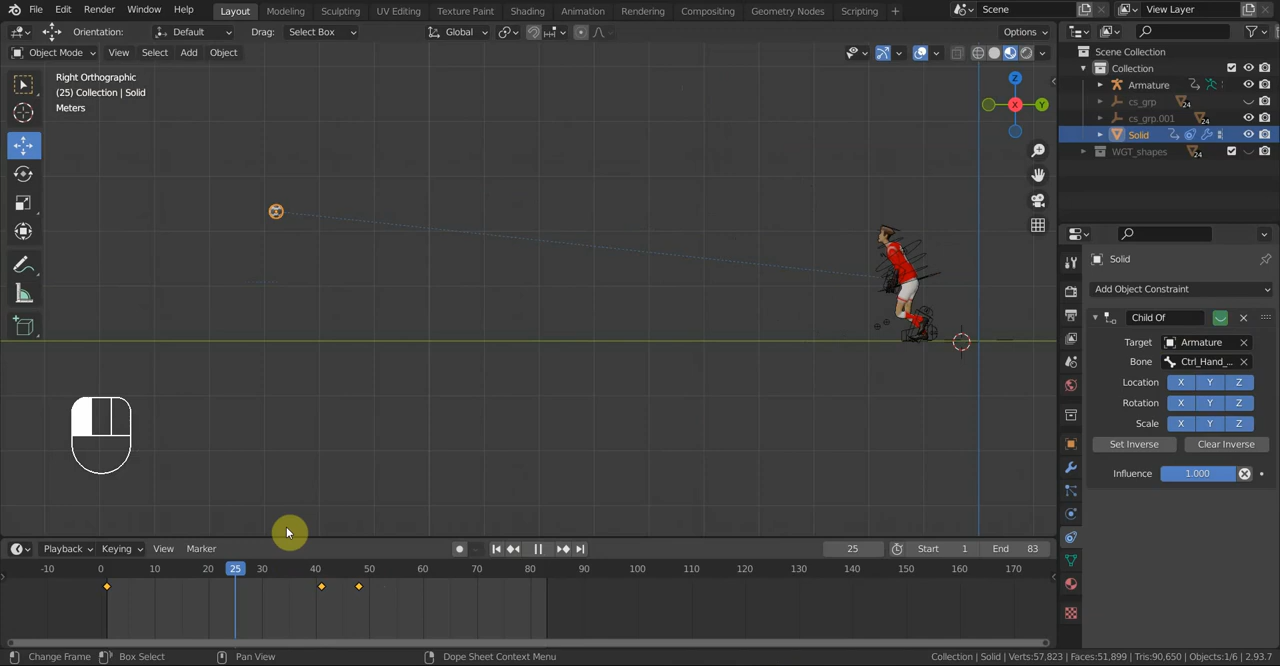 File Edit Render Window Help Layout Modeling Sculpting UV Editing Texture Paint Shading Animation Rendering Compositing Geometry Nodes Scripting + Scene View Layer
Orientation: Default Drag: Select Box Global Options
Object Mode View Select Add Object
Right Orthographic
(25) Collection | Solid
Meters
Z
X
Y
Scene Collection
Collection
Armature
cs_grp 24
cs_grp.001 24
Solid
WGT_shapes 24
Solid
Add Object Constraint
Child Of
Target Armature
Bone Ctrl_Hand_...
Location X Y Z
Rotation X Y Z
Scale X Y Z
Set Inverse Clear Inverse
Influence 1.000
Playback Keying View Marker 25 Start 1 End 83
-10 0 10 20 25 30 40 50 60 70 80 90 100 110 120 130 140 150 160 170
Change Frame Box Select Pan View Dope Sheet Context Menu Collection | Solid | Verts:57,823 | Faces:51,899 | Tris:90,650 | Objects:1/6 | 2.93.7